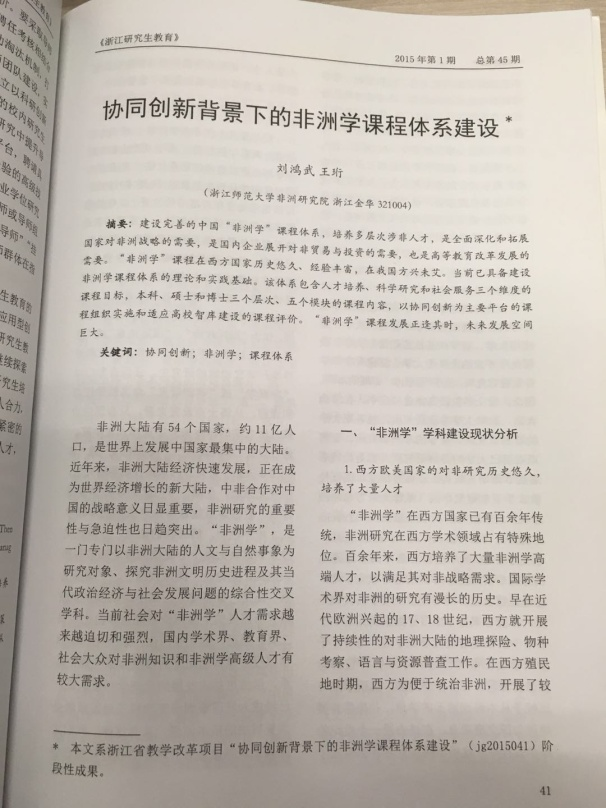 《浙江研究生教育》
2015年第1期 总第45期
协同创新背景下的非洲学课程体系建设*
刘鸿武 王珩
（浙江师范大学非洲研究院 浙江金华 321004）
摘要：建设完善的中国“非洲学”课程体系，培养多层次涉非人才，是全面深化和拓展
国家对非洲战略的需要，是国内企业展开对非贸易与投资的需要，也是高等教育改革发展的
需要。“非洲学”课程在西方国家历史悠久、经验丰富，在我国方兴未艾。当前已具备建设
非洲学课程体系的理论和实践基础。该体系包含人才培养、科学研究和社会服务三个维度的
课程目标，本科、硕士和博士三个层次、五个模块的课程内容，以协同创新为主要平台的课
程组织实施和适应高校智库建设的课程评价。“非洲学”课程发展正逢其时，未来发展空间
巨大。
关键词：协同创新；非洲学；课程体系
非洲大陆有54个国家，约11亿人
口，是世界上发展中国家最集中的大陆。
近年来，非洲大陆经济快速发展，正在成
为世界经济增长的新大陆，中非合作对中
国的战略意义日显重要，非洲研究的重要
性与急迫性也日趋突出。“非洲学”，是
一门专门以非洲大陆的人文与自然事象为
研究对象、探究非洲文明历史进程及其当
代政治经济与社会发展问题的综合性交叉
学科。当前社会对“非洲学”人才需求越
来越迫切和强烈，国内学术界、教育界、
社会大众对非洲知识和非洲学高级人才有
较大需求。
一、“非洲学”学科建设现状分析
1.西方欧美国家的对非研究历史悠久，
培养了大量人才
“非洲学”在西方国家已有百余年传
统，非洲研究在西方学术领域占有特殊地
位。百余年来，西方培养了大量非洲学高
端人才，以满足其对非战略需求。国际学
术界对非洲的研究有漫长的历史。早在近
代欧洲兴起的17、18世纪，西方就开展
了持续性的对非洲大陆的地理探险、物种
考察、语言与资源普查工作。在西方殖民
地时期，西方为便于统治非洲，开展了较
* 本文系浙江省教学改革项目“协同创新背景下的非洲学课程体系建设”（jg2015041）阶
段性成果。
41